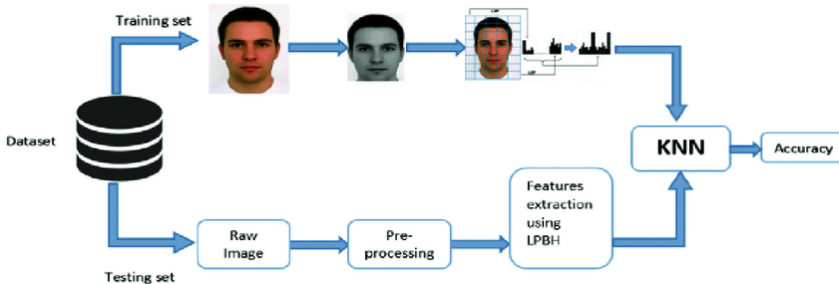 Training set
Dataset
KNN
Accuracy
Features
extraction
using
LPBH
Raw
Image
Pre-
processing
Testing set